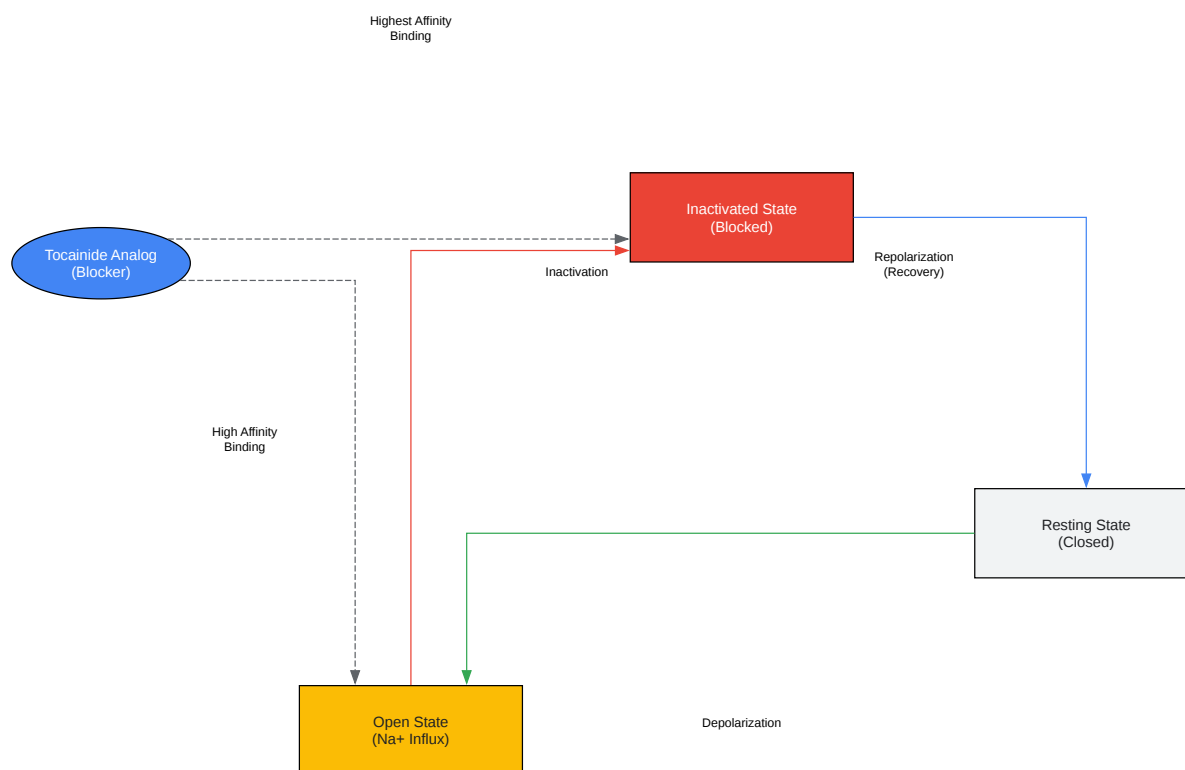 Highest Affinity
Binding
Inactivated State
(Blocked)
Tocainide Analog
(Blocker)
Inactivation
Repolarization
(Recovery)
High Affinity
Binding
Resting State
(Closed)
Open State
(Na+ Influx)
Depolarization